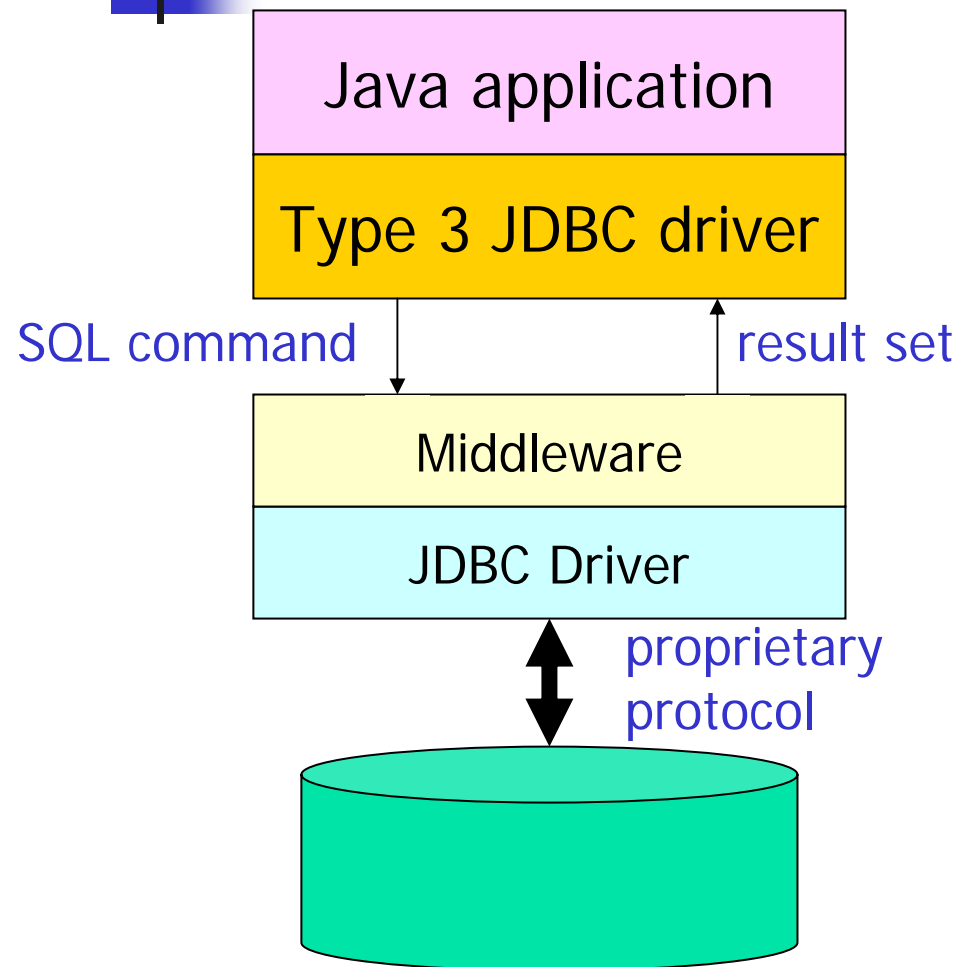 Java application
Type 3 JDBC driver
SQL command
result set
Middleware
JDBC Driver
proprietary
protocol